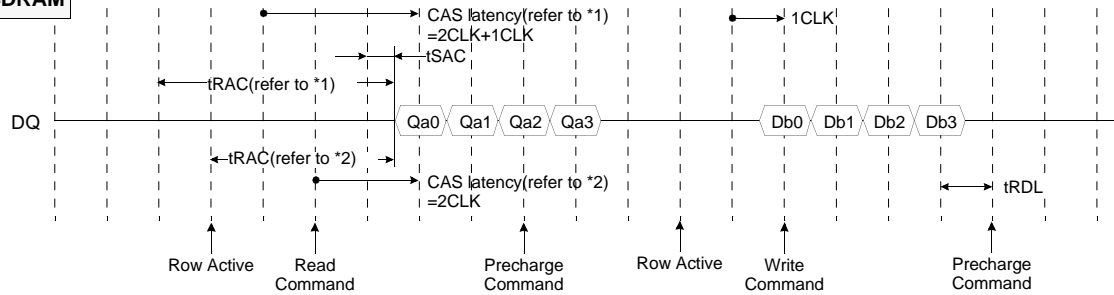 CAS latency(refer to *1)
=2CLK+1CLK
1CLK
tSAC
tRAC(refer to *1)
DQ
Qa0
Qa1
Qa2
Qa3
Db0
Db1
Db2
Db3
tRAC(refer to *2)
CAS latency(refer to *2)
=2CLK
tRDL
Row Active
Read
Command
Precharge
Command
Row Active
Write
Command
Precharge
Command